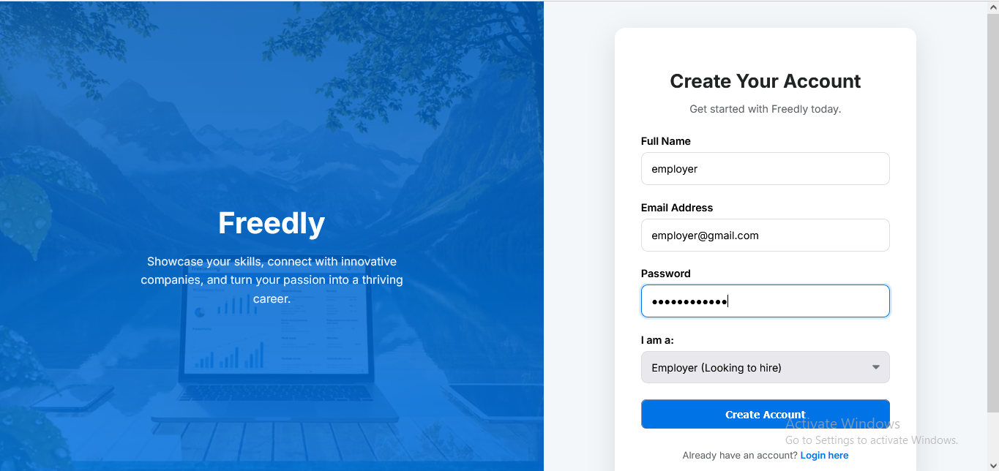 Freedly
Showcase your skills, connect with innovative
companies, and turn your passion into a thriving
career.
Create Your Account
Get started with Freedly today.
Full Name
employer
Email Address
employer@gmail.com
Password
••••••••••••
I am a:
Employer (Looking to hire)
Create Account
Activate Windows
Go to Settings to activate Windows.
Already have an account? Login here